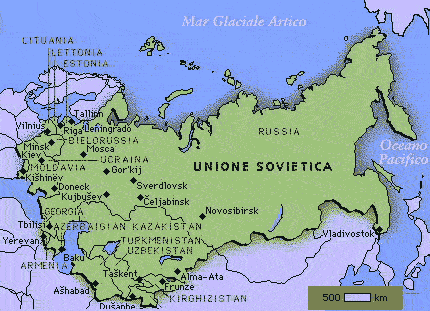 Mar Glaciale Artico
LITUANIA
LETTONIA
ESTONIA
Tallinn
Vilnius
Riga
Leningrado
RUSSIA
Oceano
Pacifico
Minsk
BIELORUSSIA
Mosca
Kiev
UCRAINA
MOLDAVIA
Gor'kij
UNIONE SOVIETICA
Kishinëv
Doneck
Sverdlovsk
Kujbyšev
Čeljabinsk
GEORGIA
Novosibirsk
Tbilisi
AZERBAIGIAN
KAZAKISTAN
Vladivostok
Yerevan
TURKMENISTAN
UZBEKISTAN
Baku
ARMENIA
Taškent
Alma-Ata
Ašhabad
Frunze
Dušanbe
KIRGHIZISTAN
500 km